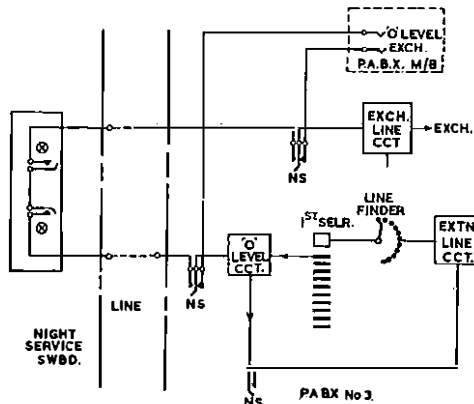 'O' LEVEL
EXCH.
P.A.B.X. M/B
EXCH.
LINE
CCT
EXCH.
NS
LINE
FINDER
1ST SELR.
EXTN
LINE
CCT.
'O'
LEVEL
CCT.
LINE
NS
NIGHT
SERVICE
SWBD.
NS
PABX No 3.